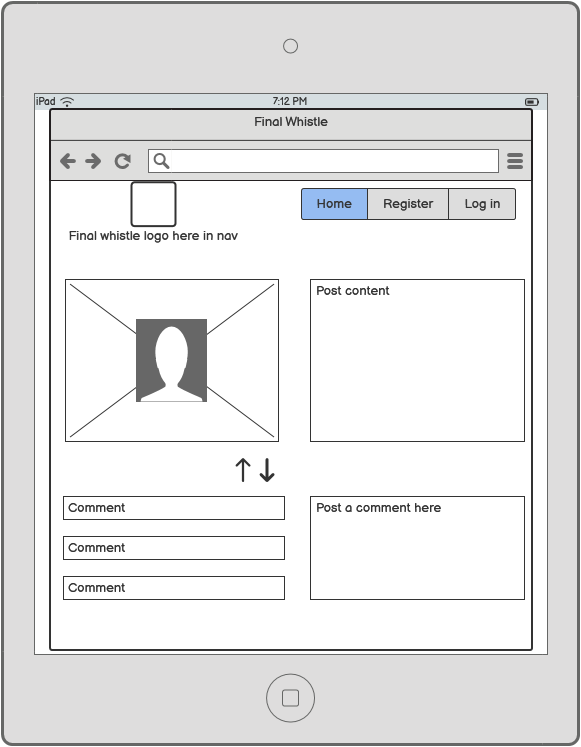 iPad 7:12 PM
Final Whistle
Home Register Log in
Final whistle logo here in nav
Post content
Comment
Post a comment here
Comment
Comment